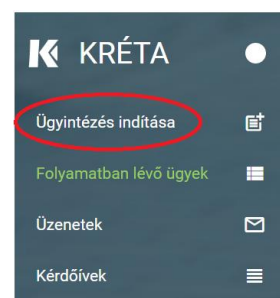 KRÉTA
Ügyintézés indítása
Folyamatban lévő ügyek
Üzenetek
Kérdőívek